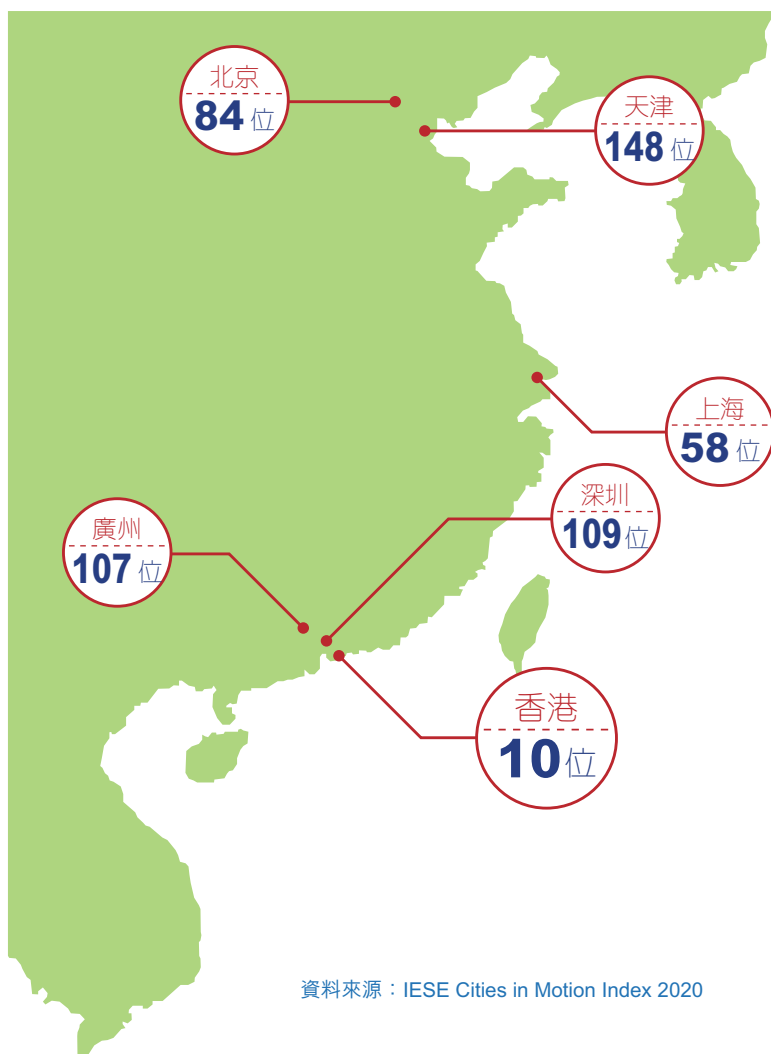 北京
84位
天津
148位
上海
58位
深圳
109位
廣州
107位
香港
10位
資料來源：IESE Cities in Motion Index 2020